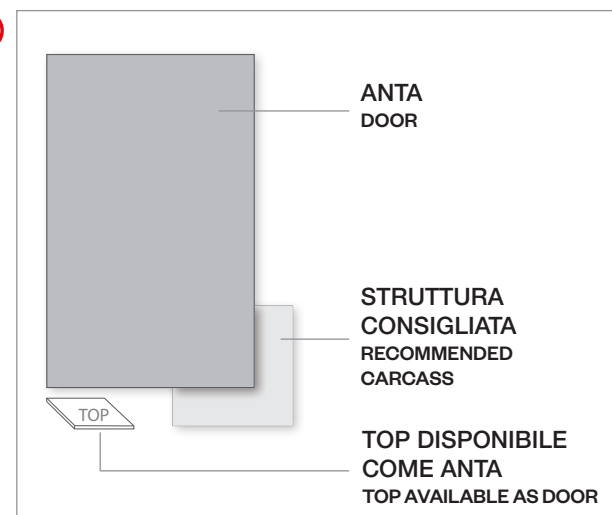 ANTA
DOOR
STRUTTURA
CONSIGLIATA
RECOMMENDED
CARCASS
TOP
TOP DISPONIBILE
COME ANTA
TOP AVAILABLE AS DOOR